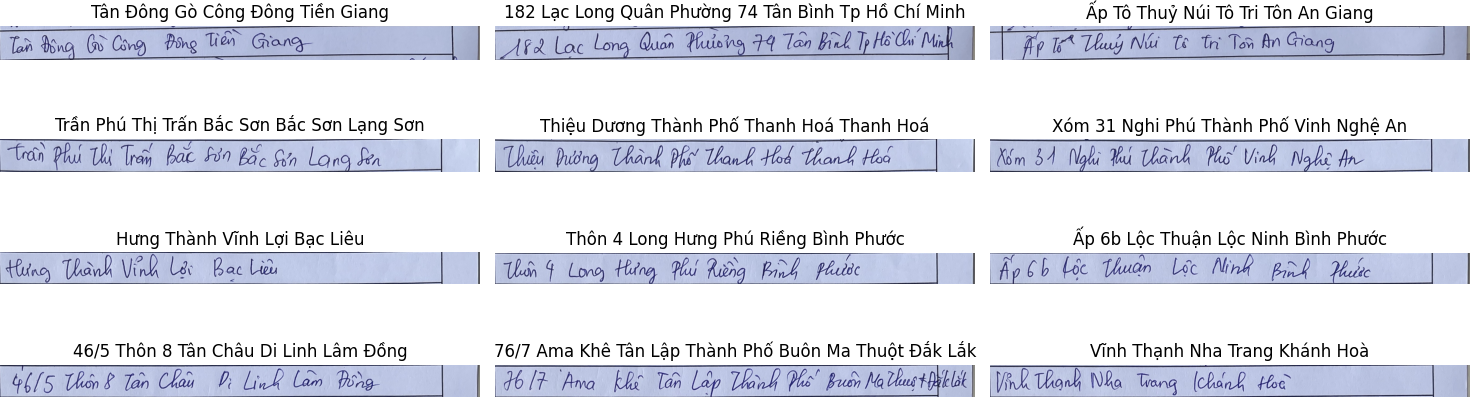 Tân Đông Gò Công Đông Tiền Giang
182 Lạc Long Quân Phường 74 Tân Bình Tp Hồ Chí Minh
Ấp Tô Thuỷ Núi Tô Tri Tôn An Giang
Tân Đông Gò Công Đông Tiền Giang
182 Lạc Long Quân Phường 74 Tân Bình Tp Hồ Chí Minh
Ấp Tô Thuỷ Núi Tô Tri Tôn An Giang
Trần Phú Thị Trấn Bắc Sơn Bắc Sơn Lạng Sơn
Thiệu Dương Thành Phố Thanh Hoá Thanh Hoá
Xóm 31 Nghi Phú Thành Phố Vinh Nghệ An
Trần Phú Thị Trấn Bắc Sơn Bắc Sơn Lạng Sơn
Thiệu Dương Thành Phố Thanh Hoá Thanh Hoá
Xóm 31 Nghi Phú Thành Phố Vinh Nghệ An
Hưng Thành Vĩnh Lợi Bạc Liêu
Thôn 4 Long Hưng Phú Riềng Bình Phước
Ấp 6b Lộc Thuận Lộc Ninh Bình Phước
Hưng Thành Vĩnh Lợi Bạc Liêu
Thôn 4 Long Hưng Phú Riềng Bình Phước
Ấp 6b Lộc Thuận Lộc Ninh Bình Phước
46/5 Thôn 8 Tân Châu Di Linh Lâm Đồng
76/7 Ama Khê Tân Lập Thành Phố Buôn Ma Thuột Đắk Lắk
Vĩnh Thạnh Nha Trang Khánh Hoà
46/5 Thôn 8 Tân Châu Di Linh Lâm Đồng
76/7 Ama Khê Tân Lập Thành Phố Buôn Ma Thuột Đắk Lắk
Vĩnh Thạnh Nha Trang Khánh Hoà